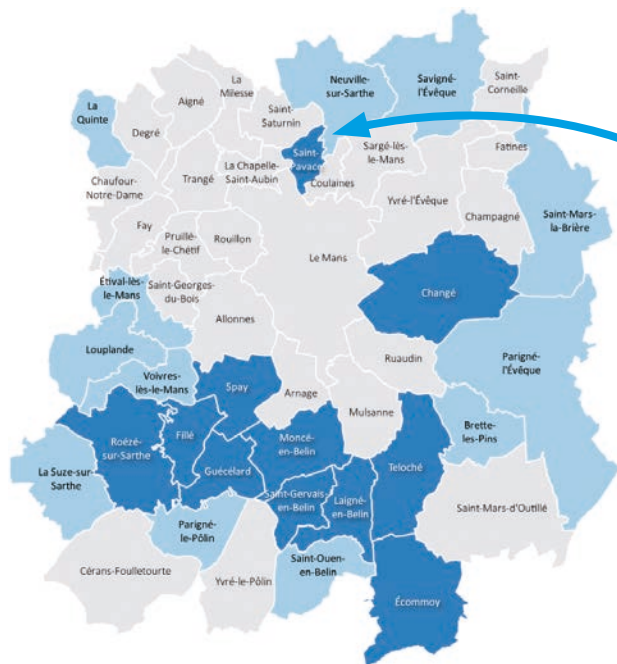 La
Quinte
Degré
Aigné
La
Milesse
Saint-
Saturnin
Neuville-
sur-Sarthe
Savigné-
l'Évêque
Saint-
Corneille
Chaufour-
Notre-Dame
Trangé
La Chapelle-
Saint-Aubin
Saint-
Pavace
Coulaines
Sargé-lès-
le-Mans
Fatines
Yvré-l'Évêque
Champagné
Saint-Mars-
la-Brière
Fay
Pruillé-
le-Chétif
Rouillon
Le Mans
Étival-lès-
le-Mans
Saint-Georges-
du-Bois
Allonnes
Changé
Louplande
Voivres-
lès-le-Mans
Spay
Arnage
Ruaudin
Mulsanne
Parigné-
l'Évêque
Roézé-
sur-Sarthe
Fillé
Guécélard
Moncé-
en-Belin
Teloché
Brette-
les-Pins
La Suze-sur-
Sarthe
Saint-Gervais-
en-Belin
Laigné-
en-Belin
Saint-Mars-d'Outillé
Parigné-
le-Pôlin
Cérans-Foulletourte
Yvré-le-Pôlin
Saint-Ouen-
en-Belin
Écommoy